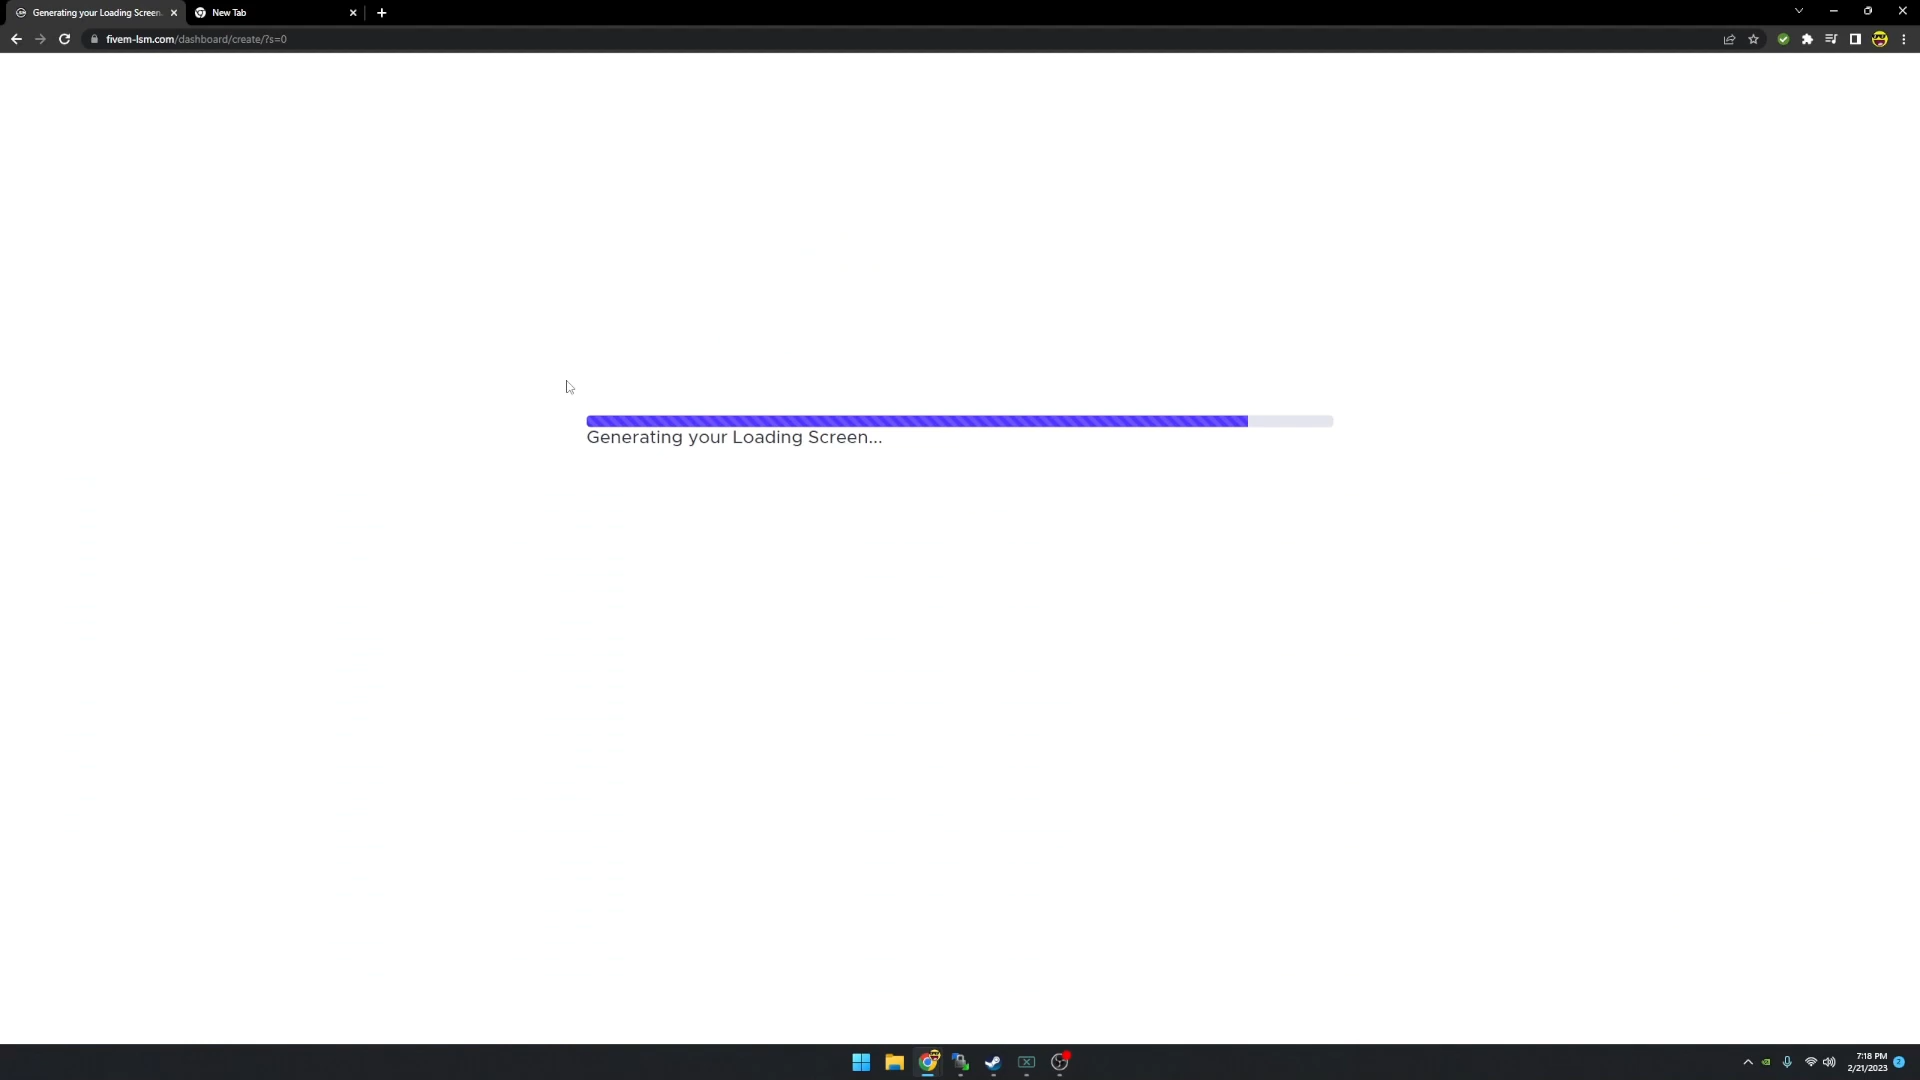 Generating your Loading Screen.
New Tab
fivem-lsm.com/dashboard/create/?s=0
Generating your Loading Screen...
7:18 PM
2/21/2023
2